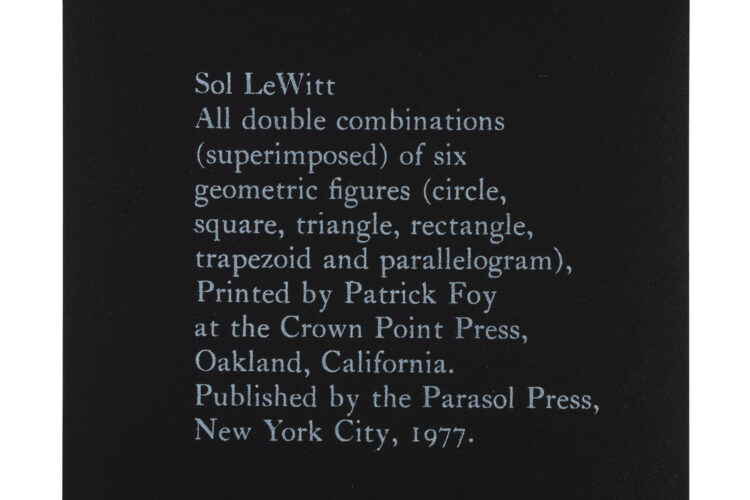 Sol LeWitt
All double combinations
(superimposed) of six
geometric figures (circle,
square, triangle, rectangle,
trapezoid and parallelogram),
Printed by Patrick Foy
at the Crown Point Press,
Oakland, California.
Published by the Parasol Press,
New York City, 1977.